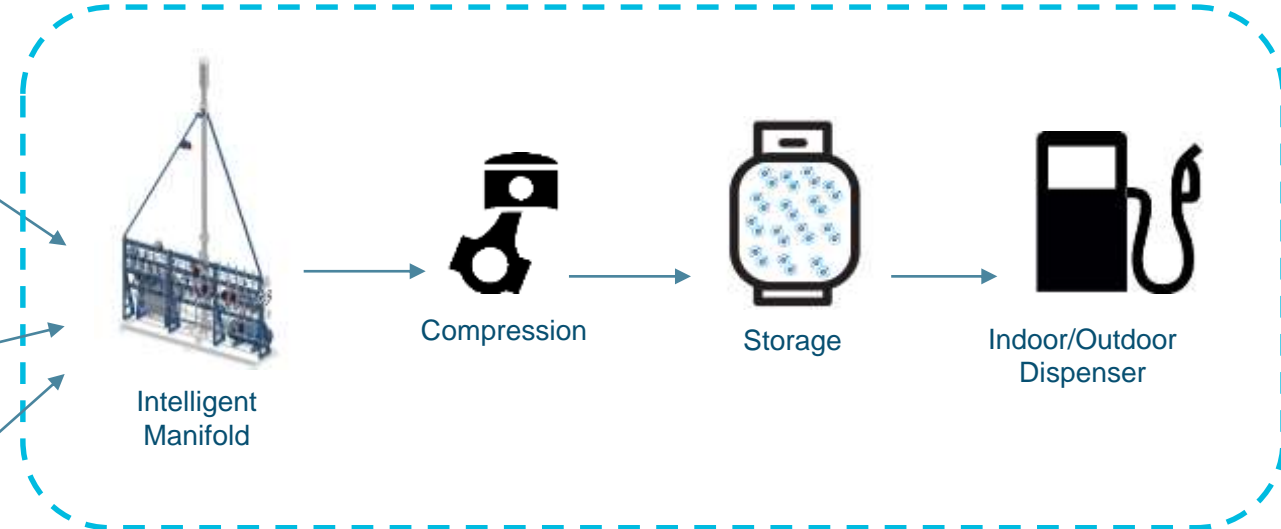 Intelligent
Manifold
Compression
Storage
Indoor/Outdoor
Dispenser